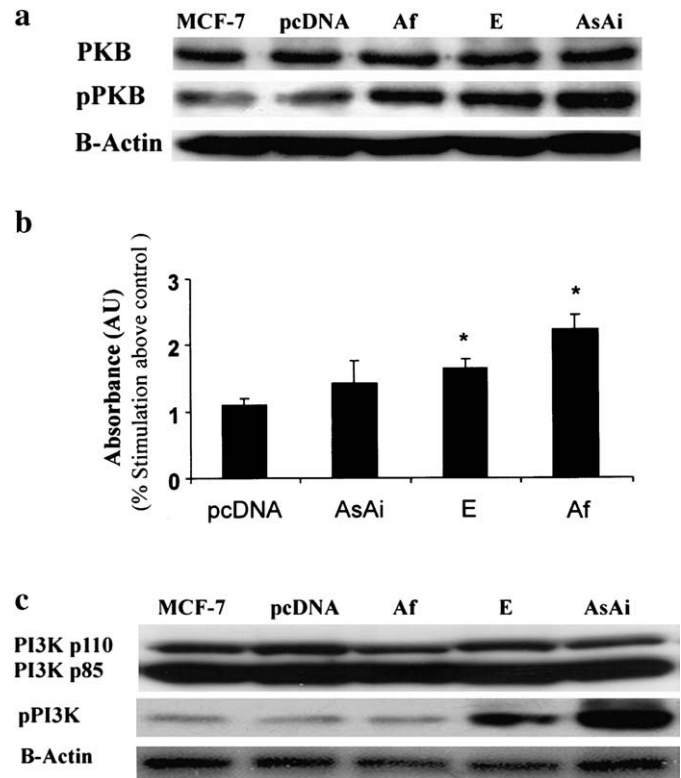 a
MCF-7 pcDNA Af E AsAi
PKB
pPKB
B-Actin
b
Absorbance (AU)
(% Stimulation above control )
3
2
1
0
* *
pcDNA AsAi E Af
c
MCF-7 pcDNA Af E AsAi
PI3K p110
PI3K p85
pPI3K
B-Actin